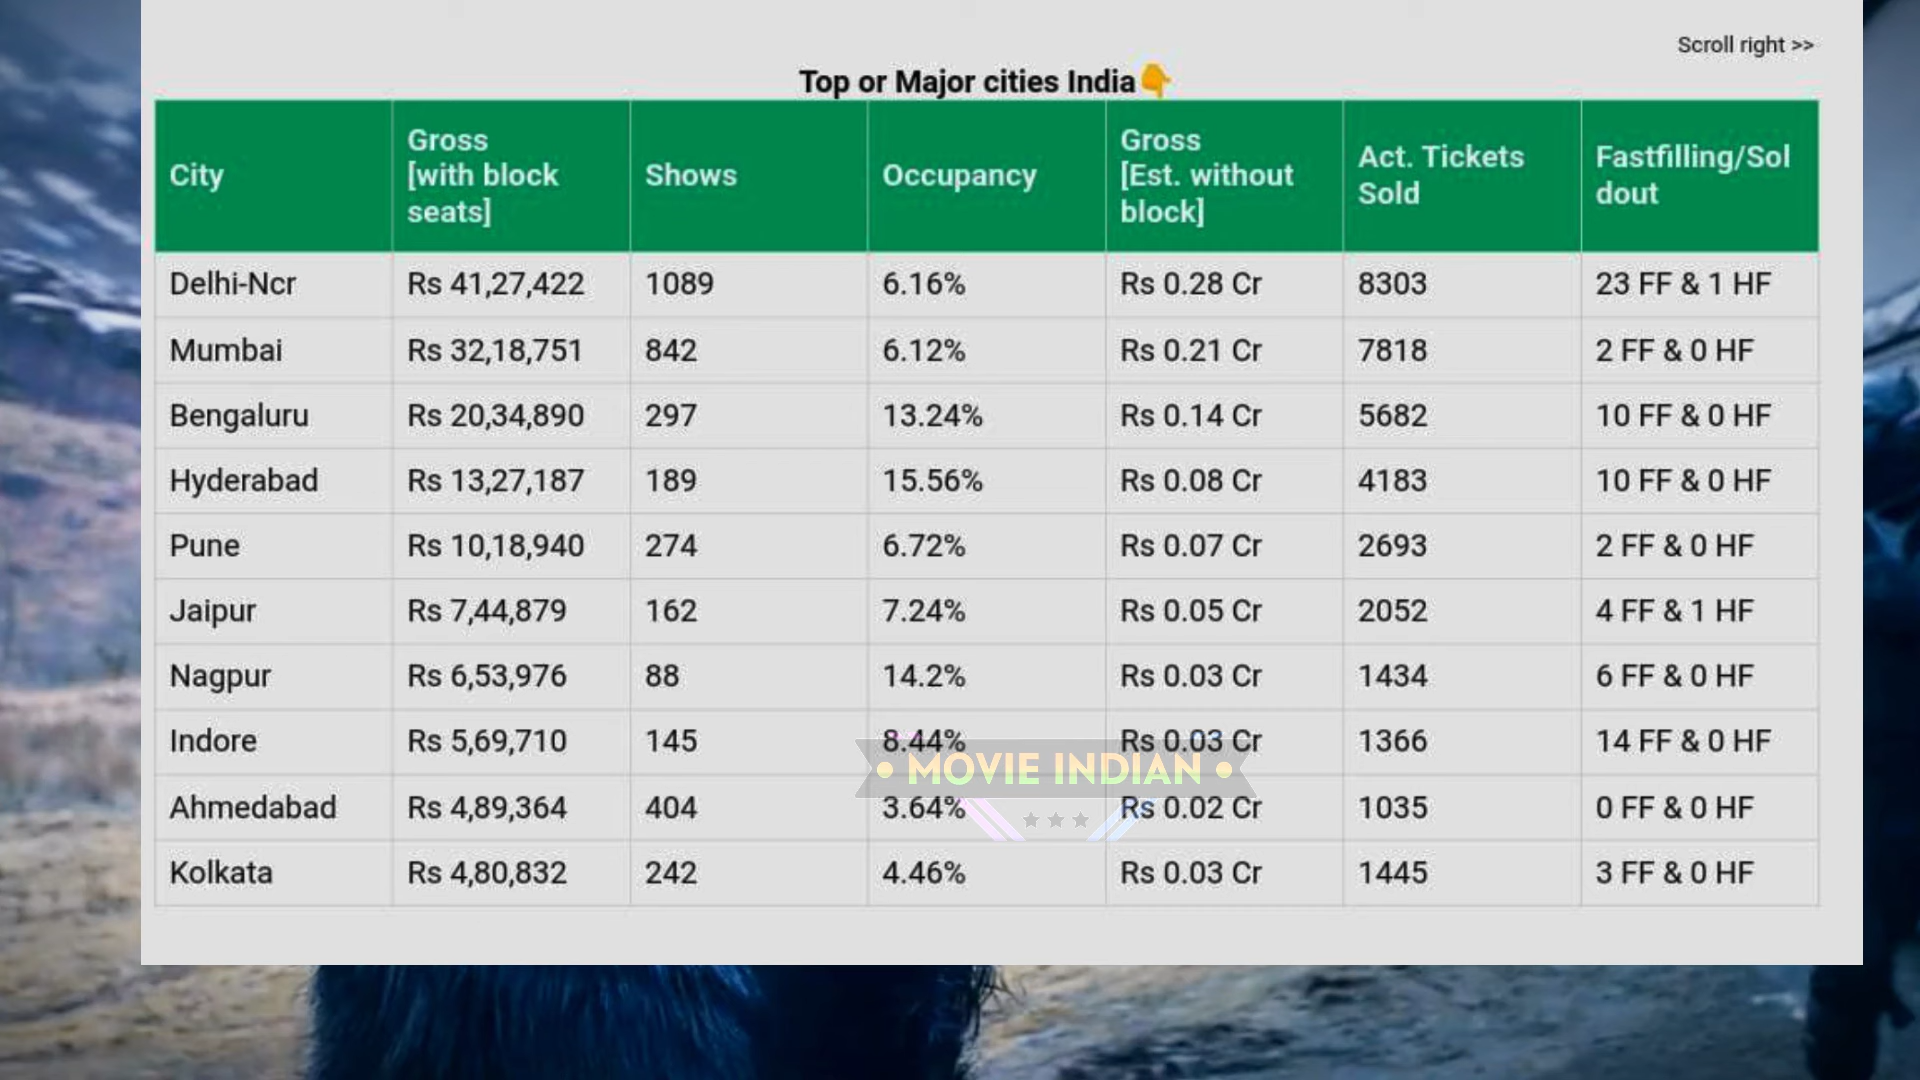 Scroll right >>
Top or Major cities India👇
City
Gross
[with block
seats]
Shows
Occupancy
Gross
[Est. without
block]
Act. Tickets
Sold
Fastfilling/Sol
dout
Delhi-Ncr Rs 41,27,422 1089 6.16% Rs 0.28 Cr 8303 23 FF & 1 HF
Mumbai Rs 32,18,751 842 6.12% Rs 0.21 Cr 7818 2 FF & 0 HF
Bengaluru Rs 20,34,890 297 13.24% Rs 0.14 Cr 5682 10 FF & 0 HF
Hyderabad Rs 13,27,187 189 15.56% Rs 0.08 Cr 4183 10 FF & 0 HF
Pune Rs 10,18,940 274 6.72% Rs 0.07 Cr 2693 2 FF & 0 HF
Jaipur Rs 7,44,879 162 7.24% Rs 0.05 Cr 2052 4 FF & 1 HF
Nagpur Rs 6,53,976 88 14.2% Rs 0.03 Cr 1434 6 FF & 0 HF
Indore Rs 5,69,710 145 8.44% Rs 0.03 Cr 1366 14 FF & 0 HF
MOVIE INDIAN
Ahmedabad Rs 4,89,364 404 3.64% Rs 0.02 Cr 1035 0 FF & 0 HF
Kolkata Rs 4,80,832 242 4.46% Rs 0.03 Cr 1445 3 FF & 0 HF